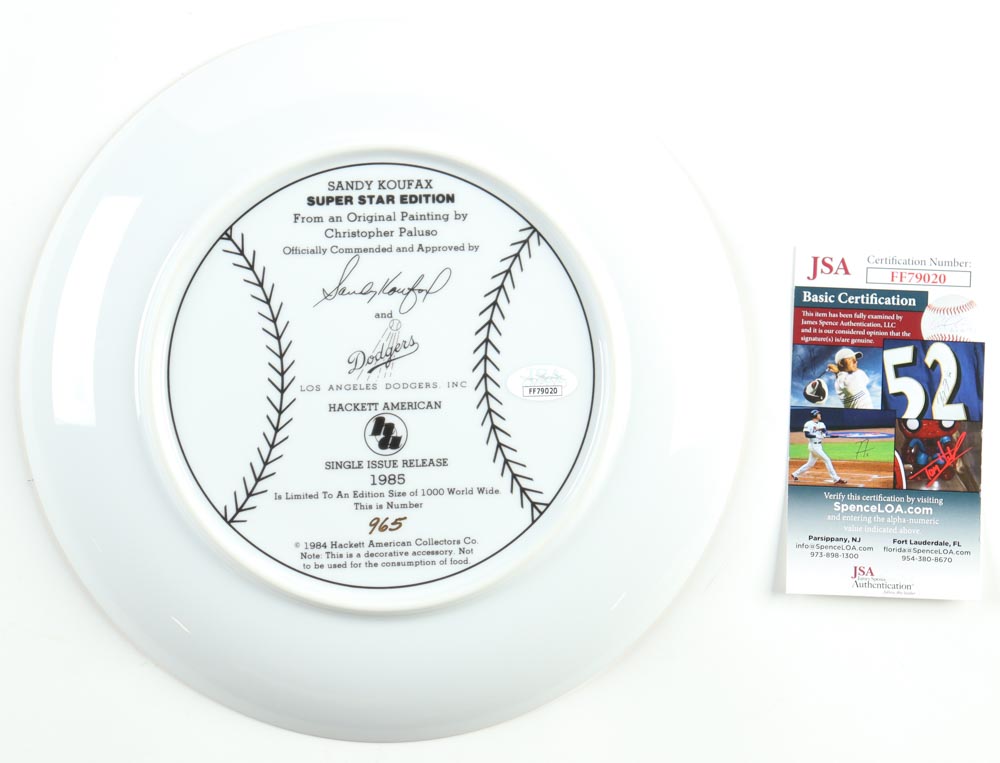 SANDY KOUFAX
SUPER STAR EDITION
From an Original Painting by
Christopher Paluso
Officially Commended and Approved by
Sandy Koufax
and
Dodgers
LOS ANGELES DODGERS, INC
HACKETT AMERICAN
SINGLE ISSUE RELEASE
1985
Is Limited To An Edition Size of 1000 World Wide.
This is Number
965
© 1984 Hackett American Collectors Co.
Note: This is a decorative accessory. Not
to be used for the consumption of food.
FF79020
JSA
Certification Number:
FF79020
Basic Certification
This item has been fully examined by
James Spence Authentication, LLC
and it is our considered opinion that the
signature(s) is/are genuine.
52
Verify this certification by visiting
SpenceLOA.com
and entering the alpha-numeric
value indicated above.
Parsippany, NJ
info@SpenceLOA.com
973-898-1300
Fort Lauderdale, FL
florida@SpenceLOA.com
954-380-8670
JSA
James Spence
Authentication